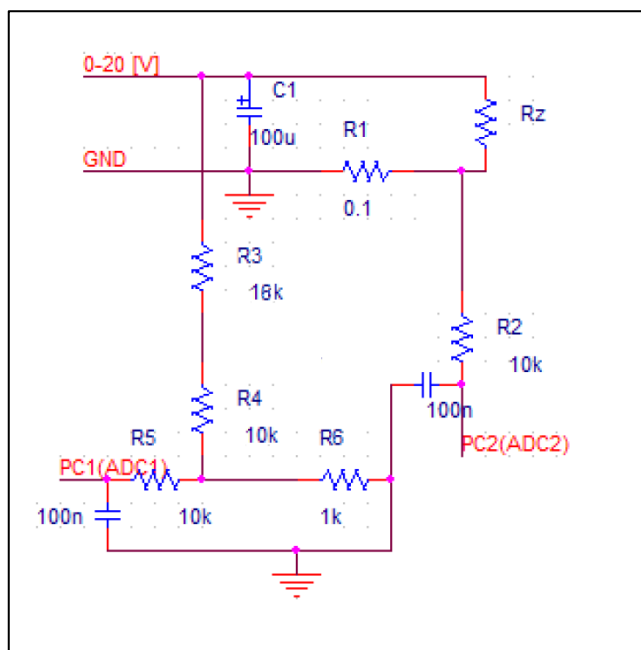 0-20 [V]
C1
100u
R1
Rz
GND
0.1
R3
18k
R2
10k
100n
R4
10k
R5
R6
PC2(ADC2)
PC1(ADC1)
100n
10k
1k